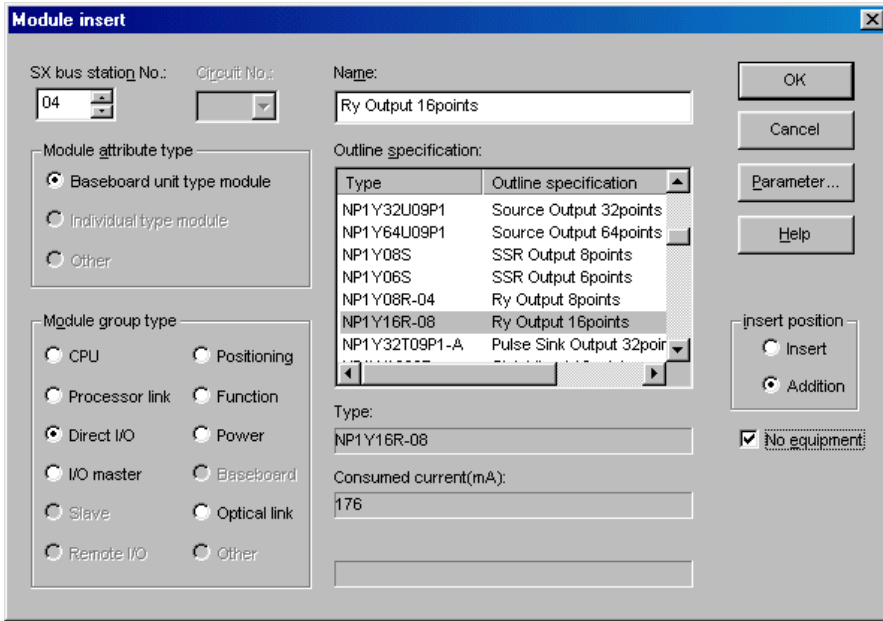 Module insert
SX bus station No.:
04
Circuit No.:
Module attribute type
Baseboard unit type module
Individual type module
Other
Module group type
CPU
Positioning
Processor link
Function
Direct I/O
Power
I/O master
Baseboard
Slave
Optical link
Remote I/O
Other
Name:
Ry Output 16points
Outline specification:
Type Outline specification
NP1Y32U09P1 Source Output 32points
NP1Y64U09P1 Source Output 64points
NP1Y08S SSR Output 8points
NP1Y06S SSR Output 6points
NP1Y08R-04 Ry Output 8points
NP1Y16R-08 Ry Output 16points
NP1Y32T09P1-A Pulse Sink Output 32poir
Type:
NP1Y16R-08
Consumed current(mA):
176
OK
Cancel
Parameter...
Help
insert position
Insert
Addition
No equipment